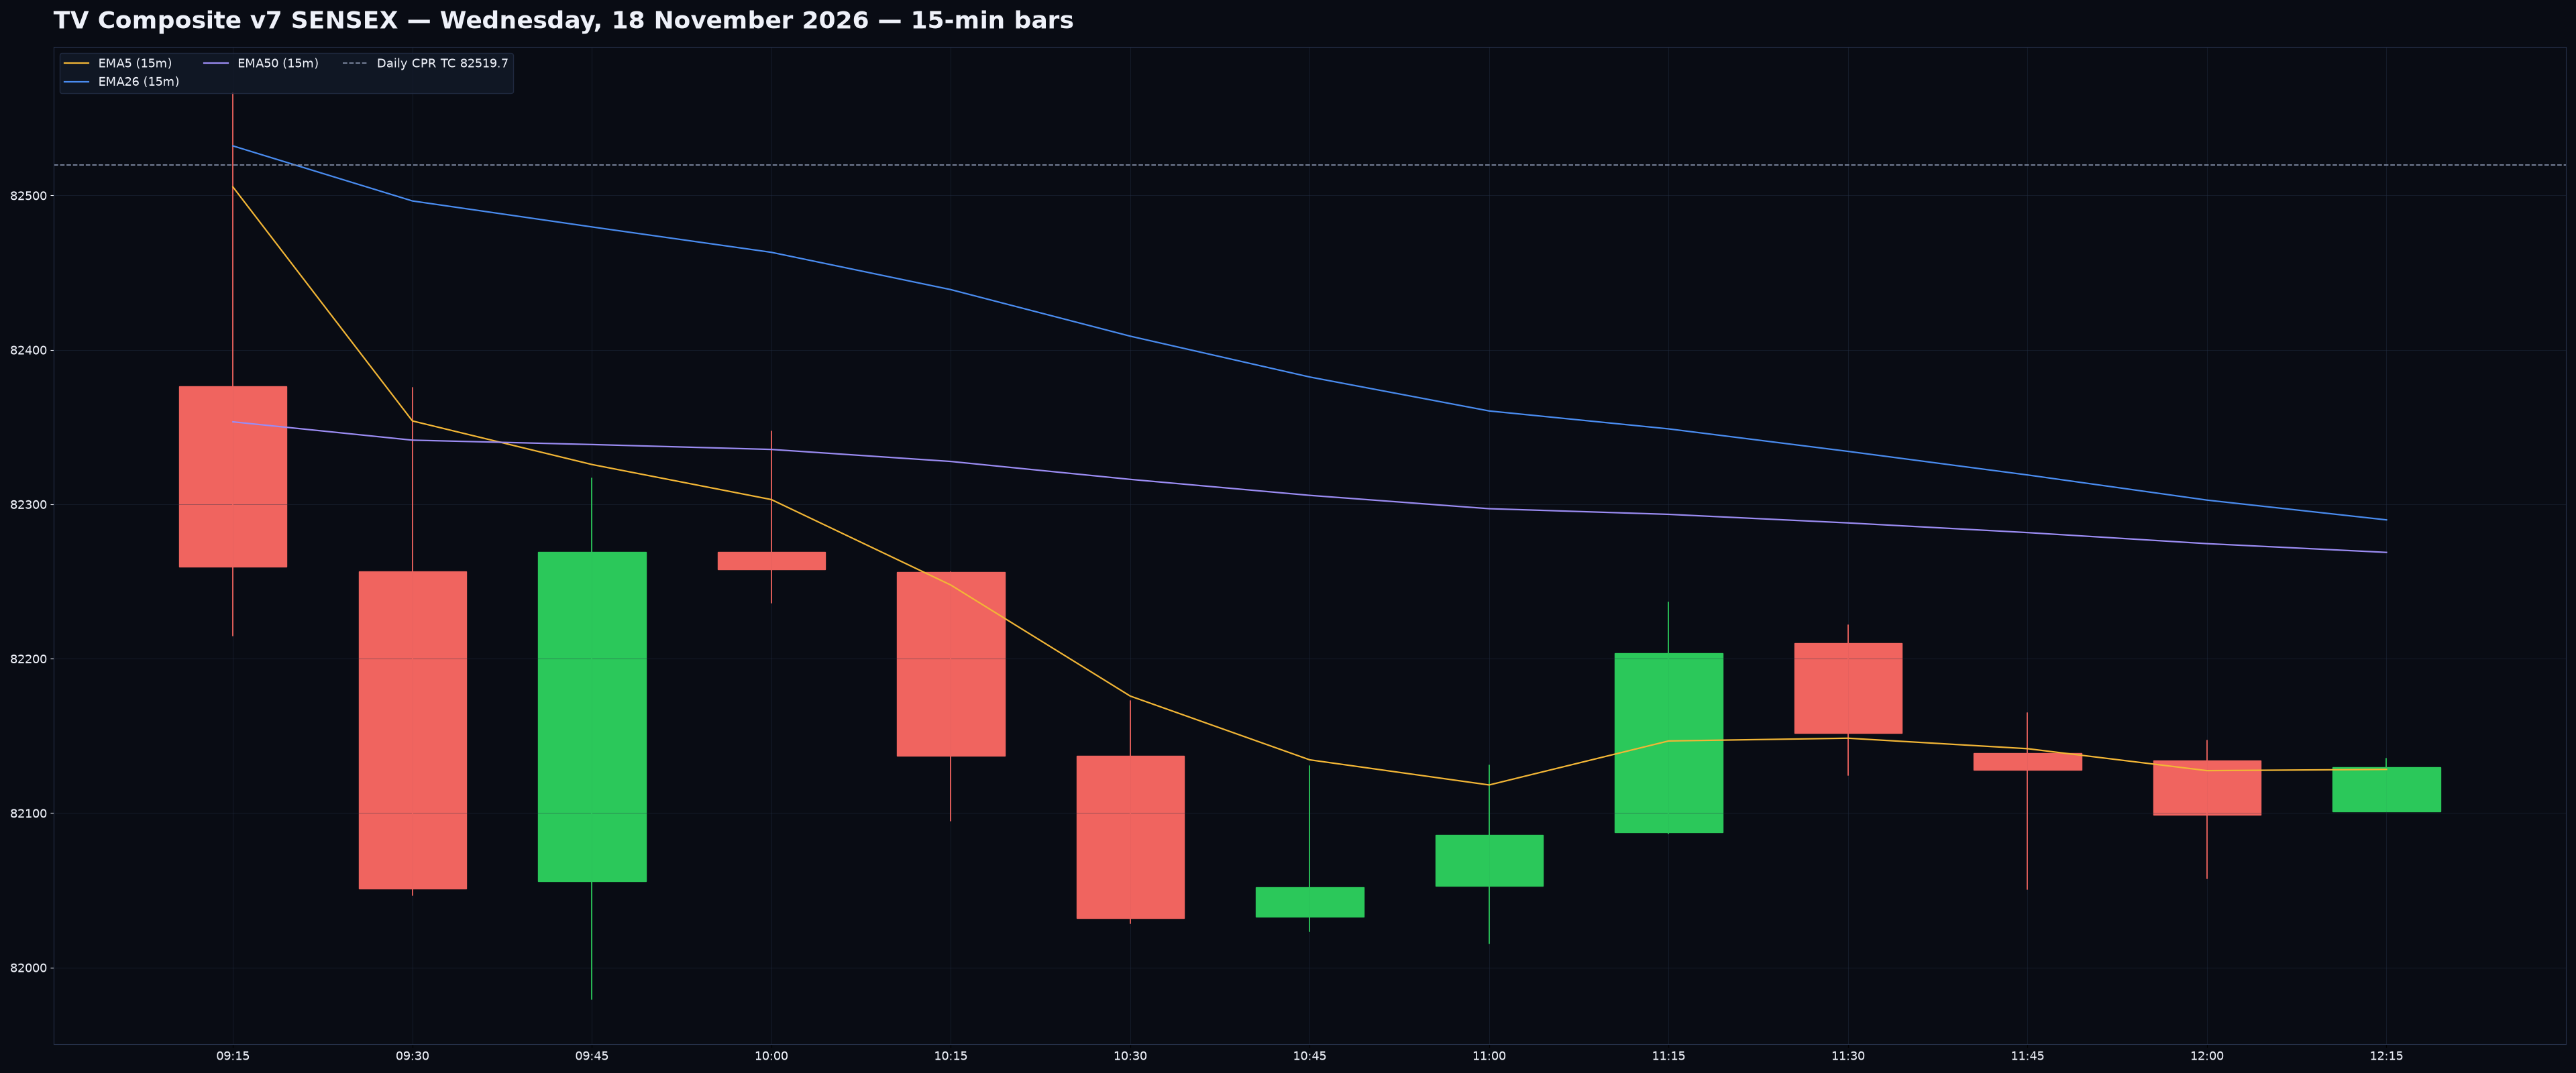 TV Composite v7 SENSEX — Wednesday, 18 November 2026 — 15-min bars
EMA5 (15m) EMA50 (15m) Daily CPR TC 82519.7
EMA26 (15m)
82500
82400
82300
82200
82100
82000
09:15 09:30 09:45 10:00 10:15 10:30 10:45 11:00 11:15 11:30 11:45 12:00 12:15